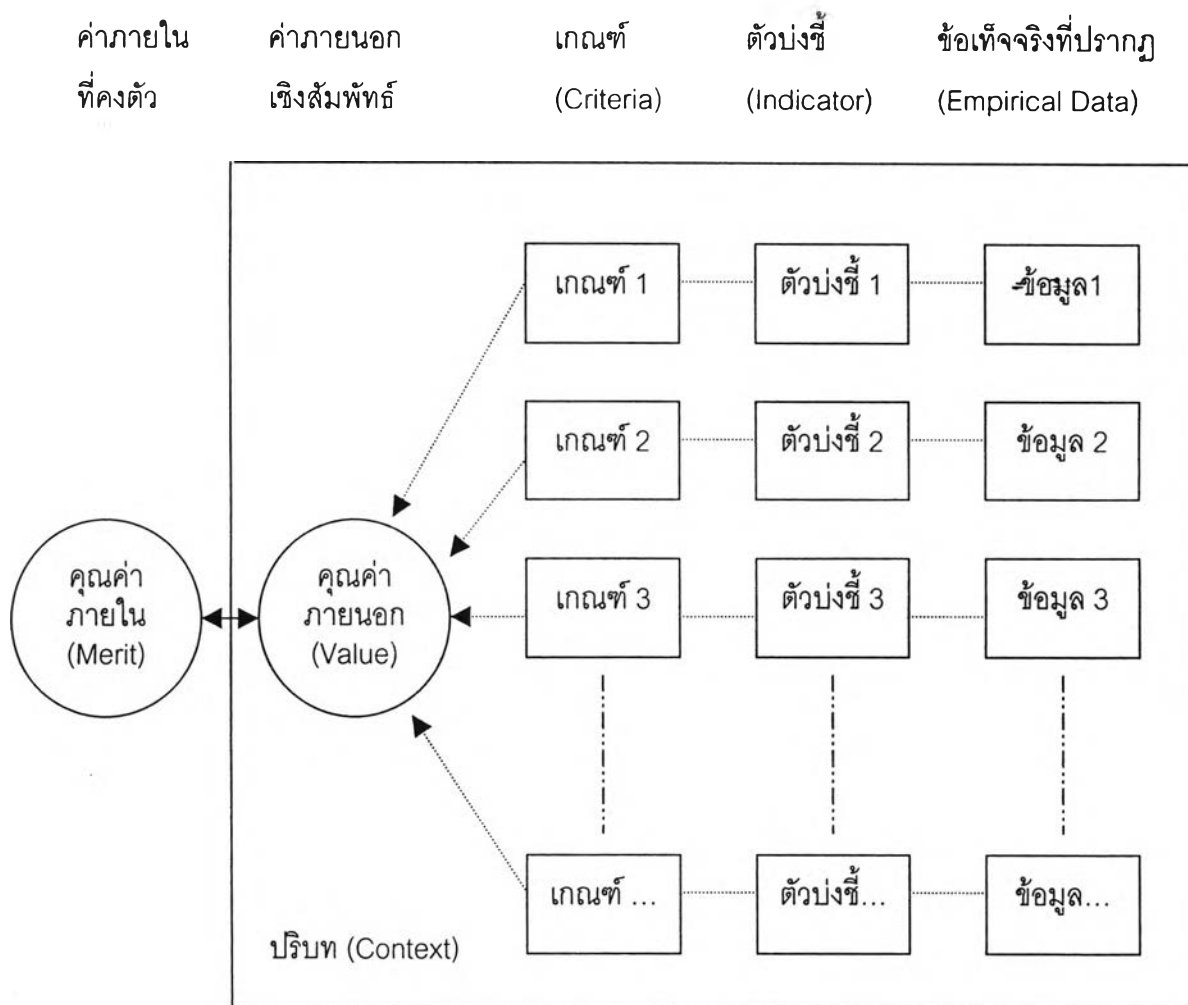 ค่าภายใน ค่าภายนอก เกณฑ์ ตัวบ่งชี้ ข้อเท็จจริงที่ปรากฏ
ที่คงตัว เชิงสัมพัทธ์ (Criteria) (Indicator) (Empirical Data)
เกณฑ์ 1 ตัวบ่งชี้ 1 ข้อมูล1
เกณฑ์ 2 ตัวบ่งชี้ 2 ข้อมูล 2
คุณค่า
ภายใน
(Merit)
คุณค่า
ภายนอก
(Value)
เกณฑ์ 3 ตัวบ่งชี้ 3 ข้อมูล 3
เกณฑ์ ... ตัวบ่งชี้... ข้อมูล...
ปริบท (Context)